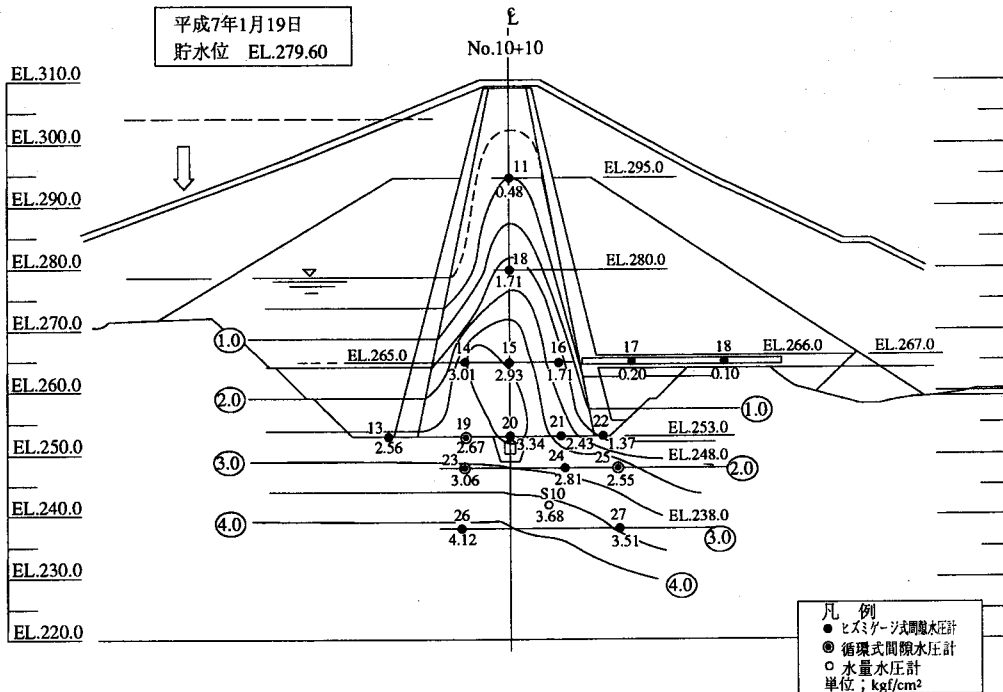 平成7年1月19日
貯水位 EL.279.60
℄
No.10+10
EL.310.0
EL.300.0
EL.290.0
EL.280.0
EL.270.0
EL.260.0
EL.250.0
EL.240.0
EL.230.0
EL.220.0
11
0.48
EL.295.0
18
1.71
EL.280.0
1.0
EL.265.0
14
3.01
15
2.93
16
1.71
17
0.20
18
0.10
EL.266.0
EL.267.0
2.0
1.0
13
2.56
19
2.67
20
3.34
21
2.43
22
1.37
EL.253.0
EL.248.0
3.0
23
3.06
24
2.81
25
2.55
2.0
S10
3.68
EL.238.0
4.0
26
4.12
27
3.51
3.0
4.0
凡 例
● ヒズミゲージ式間隙水圧計
◉ 循環式間隙水圧計
○ 水量水圧計
単位；kgf/cm²